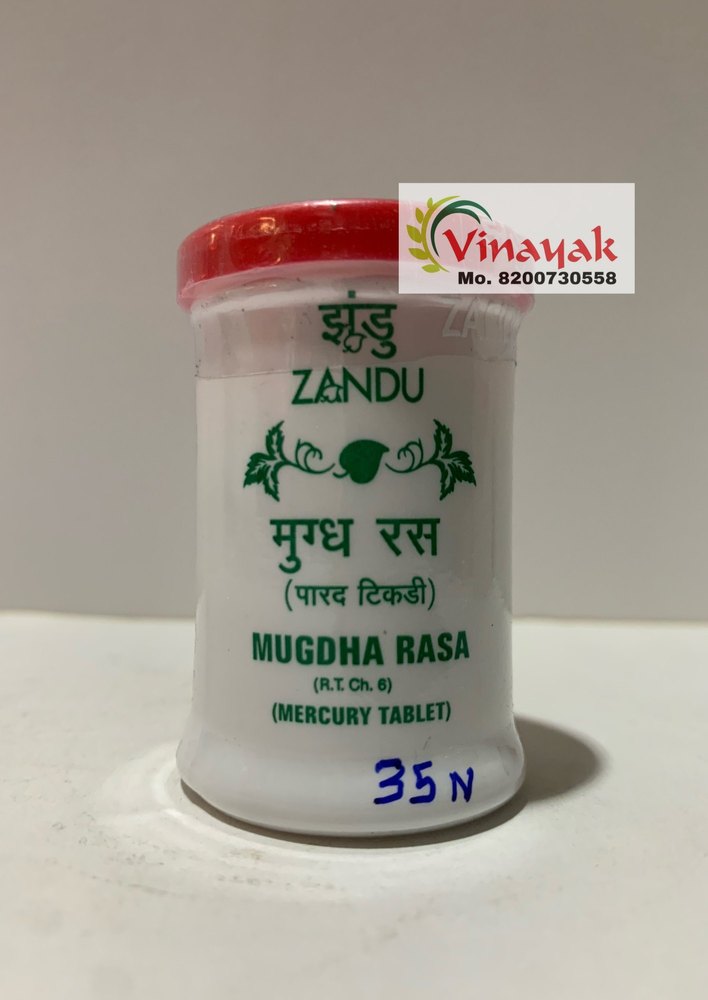 Vinayak
Mo. 8200730558
झंडु
ZANDU
मुग्ध रस
(पारद टिकडी)
MUGDHA RASA
(R.T. Ch. 6)
(MERCURY TABLET)
35 N